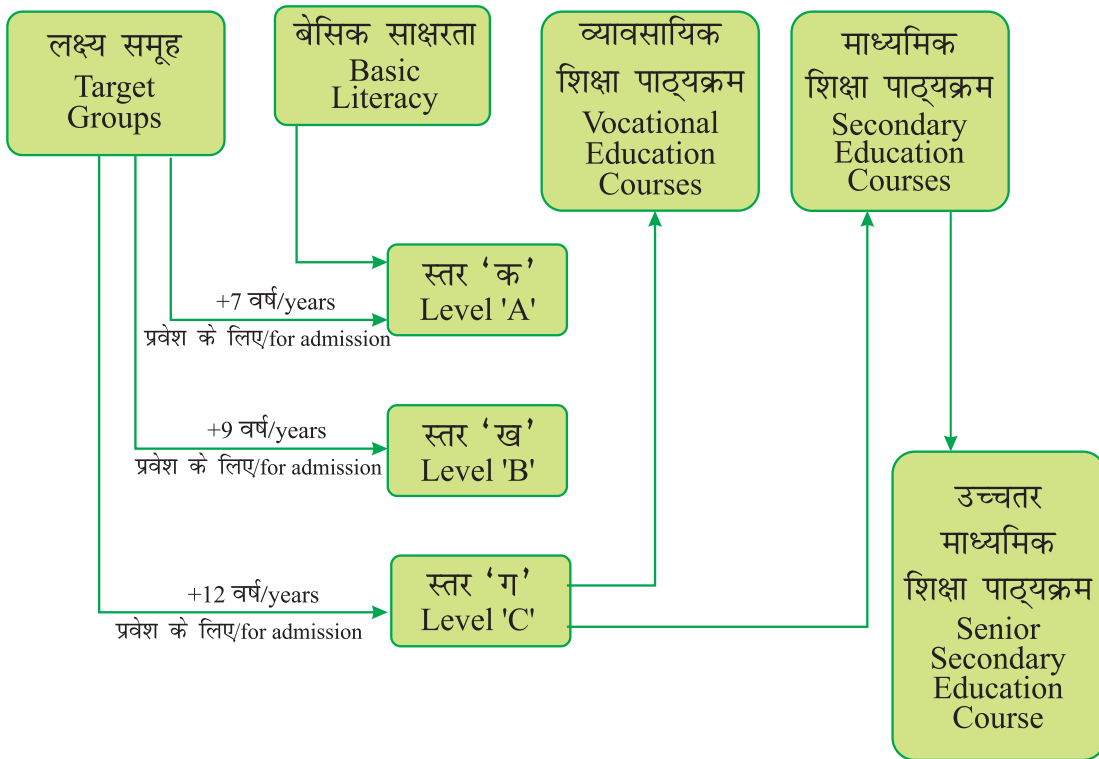 लक्ष्य समूह
Target
Groups
बेसिक साक्षरता
Basic
Literacy
व्यावसायिक
शिक्षा पाठ्यक्रम
Vocational
Education
Courses
माध्यमिक
शिक्षा पाठ्यक्रम
Secondary
Education
Courses
+7 वर्ष/years
प्रवेश के लिए/for admission
स्तर ‘क’
Level 'A'
+9 वर्ष/years
प्रवेश के लिए/for admission
स्तर ‘ख’
Level 'B'
+12 वर्ष/years
प्रवेश के लिए/for admission
स्तर ‘ग’
Level 'C'
उच्चतर
माध्यमिक
शिक्षा पाठ्यक्रम
Senior
Secondary
Education
Course